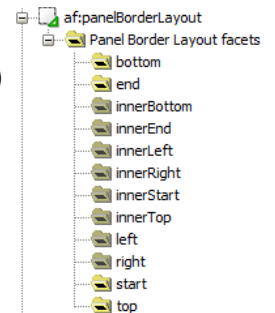 af:panelBorderLayout
Panel Border Layout facets
bottom
end
innerBottom
innerEnd
innerLeft
innerRight
innerStart
innerTop
left
right
start
top